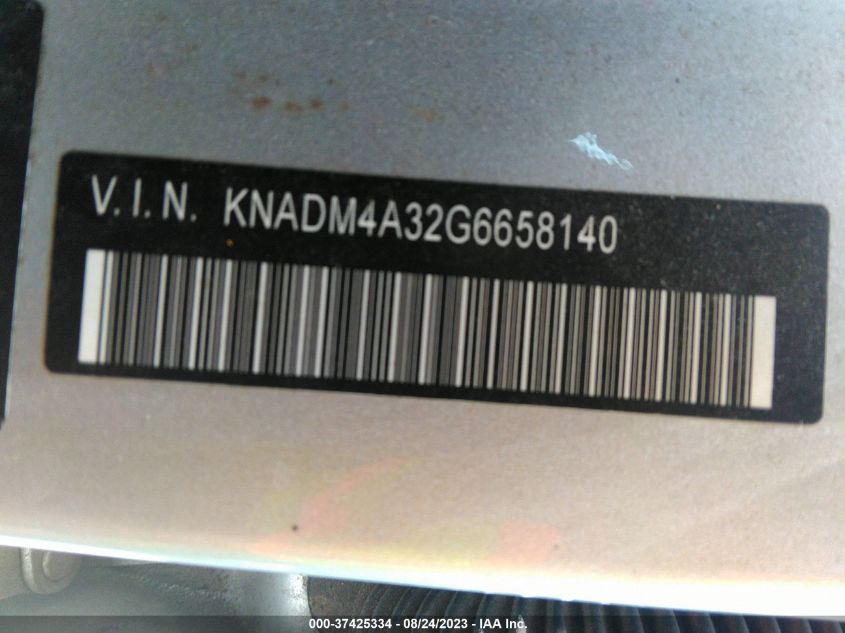 V.I.N. KNADM4A32G6658140
000-37425334 - 08/24/2023 - IAA Inc.